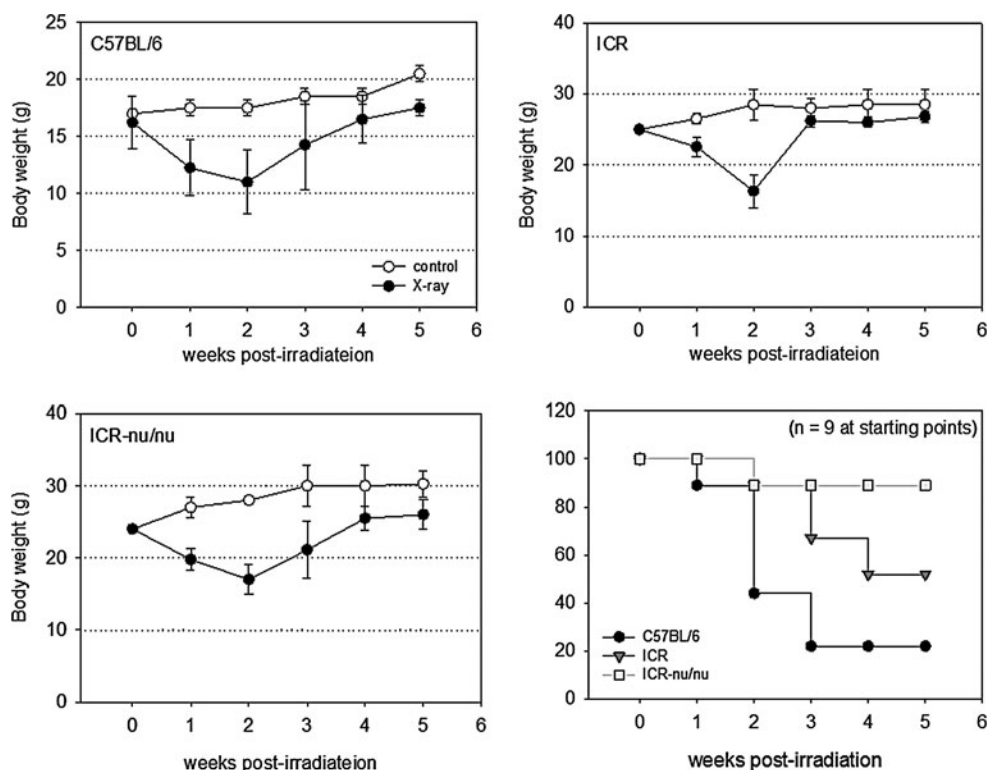 C57BL/6
25
20
15
10
5
0
Body weight (g)
control
X-ray
0 1 2 3 4 5 6
weeks post-irradiateion
ICR
40
30
20
10
0
Body weight (g)
0 1 2 3 4 5 6
weeks post-irradiateion
ICR-nu/nu
40
30
20
10
0
Body weight (g)
0 1 2 3 4 5 6
weeks post-irradiateion
(n = 9 at starting points)
120
100
80
60
40
20
0
C57BL/6
ICR
ICR-nu/nu
0 1 2 3 4 5 6
weeks post-irradiation